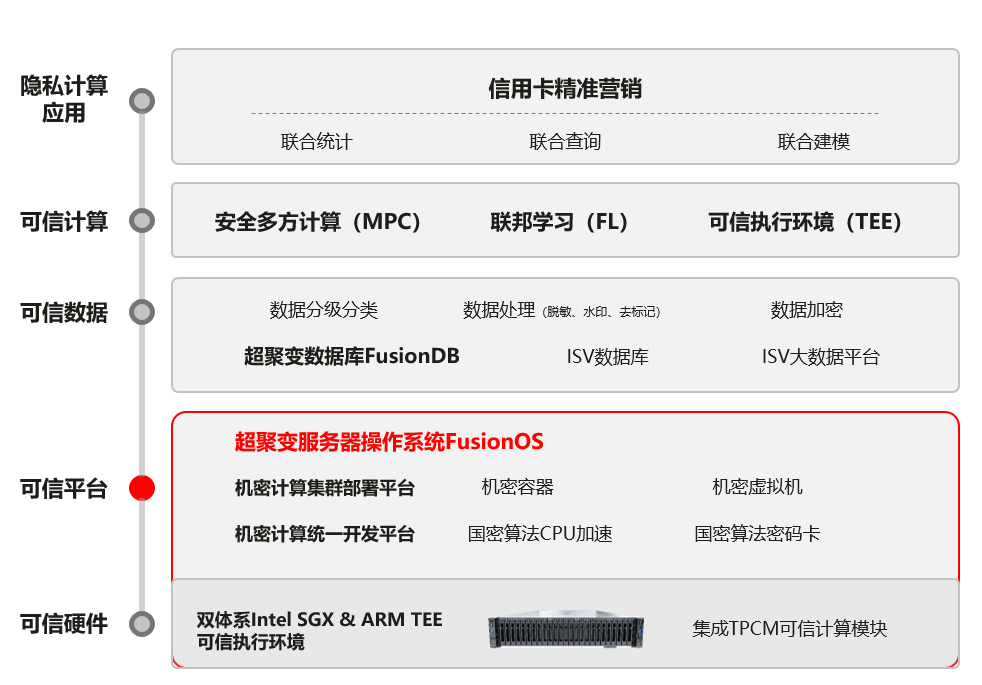 隐私计算
应用
信用卡精准营销
联合统计 联合查询 联合建模
可信计算
安全多方计算（MPC） 联邦学习（FL） 可信执行环境（TEE）
可信数据
数据分级分类 数据处理（脱敏、水印、去标记） 数据加密
超聚变数据库FusionDB ISV数据库 ISV大数据平台
超聚变服务器操作系统FusionOS
可信平台
机密计算集群部署平台 机密容器 机密虚拟机
机密计算统一开发平台 国密算法CPU加速 国密算法密码卡
可信硬件
双体系Intel SGX & ARM TEE
可信执行环境
集成TPCM可信计算模块